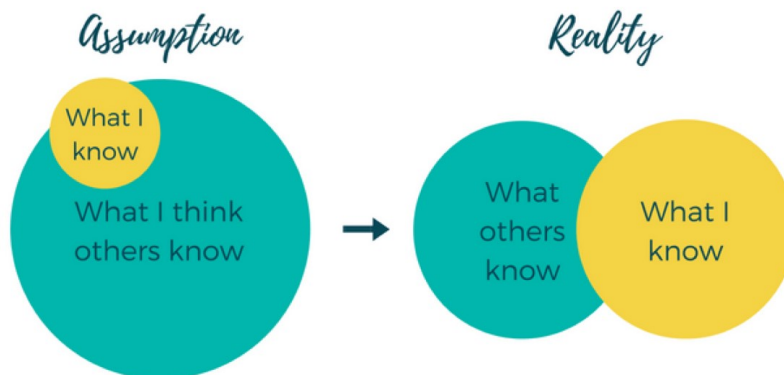 Assumption
What I
know
What I think
others know
Reality
What
others
know
What I
know